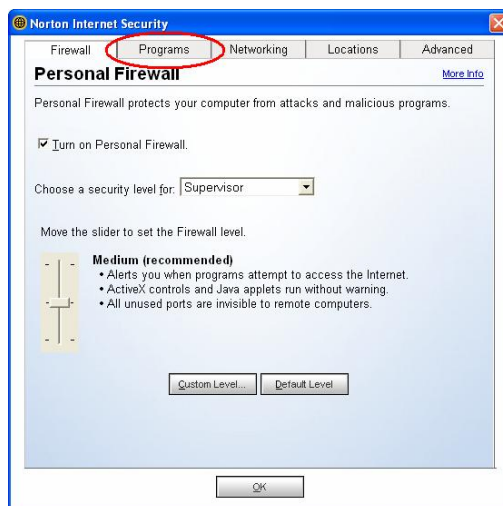 Norton Internet Security
Firewall Programs Networking Locations Advanced
Personal Firewall More Info
Personal Firewall protects your computer from attacks and malicious programs.
Turn on Personal Firewall.
Choose a security level for: Supervisor
Move the slider to set the Firewall level.
Medium (recommended)
• Alerts you when programs attempt to access the Internet.
• ActiveX controls and Java applets run without warning.
• All unused ports are invisible to remote computers.
Custom Level... Default Level
OK